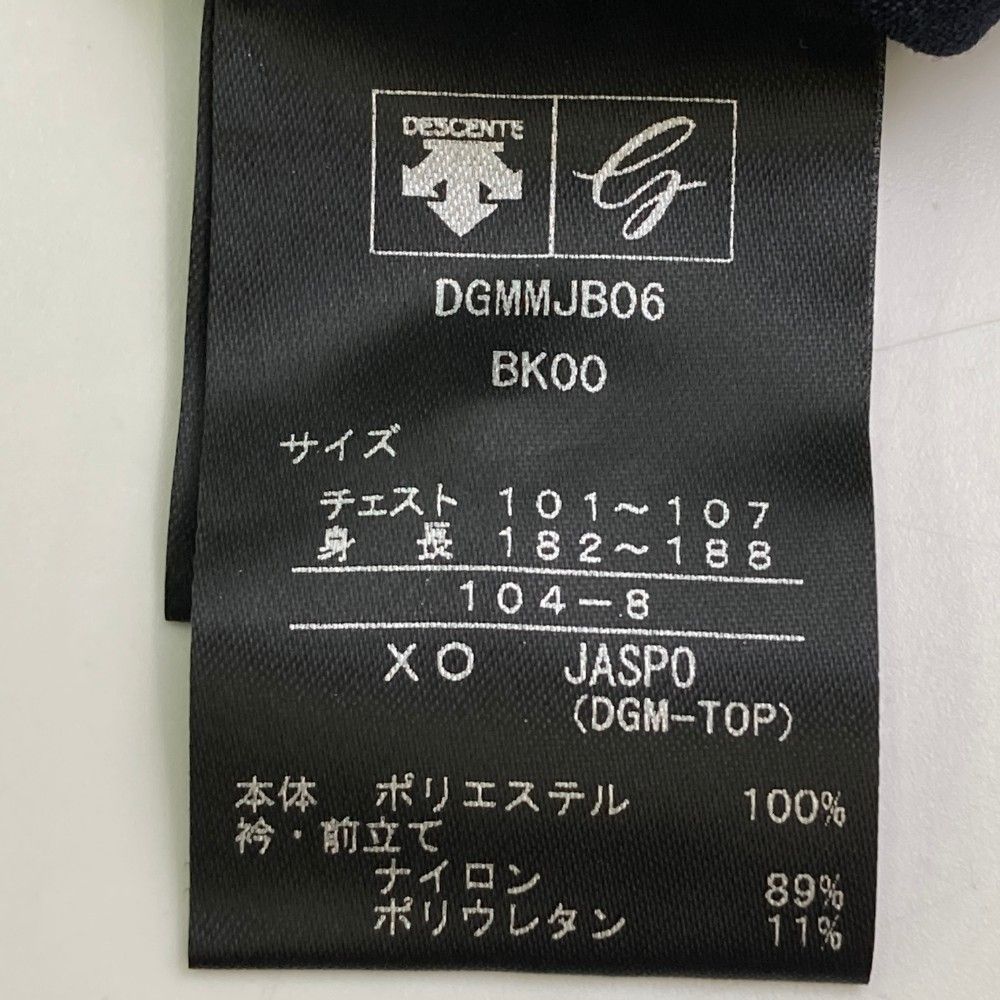 DESCENTE G
DGMMJB06
BK00
サイズ
チェスト 101〜107
身 長 182〜188
104-8
XO JASPO
(DGM-TOP)
本体 ポリエステル 100%
衿・前立て
ナイロン 89%
ポリウレタン 11%